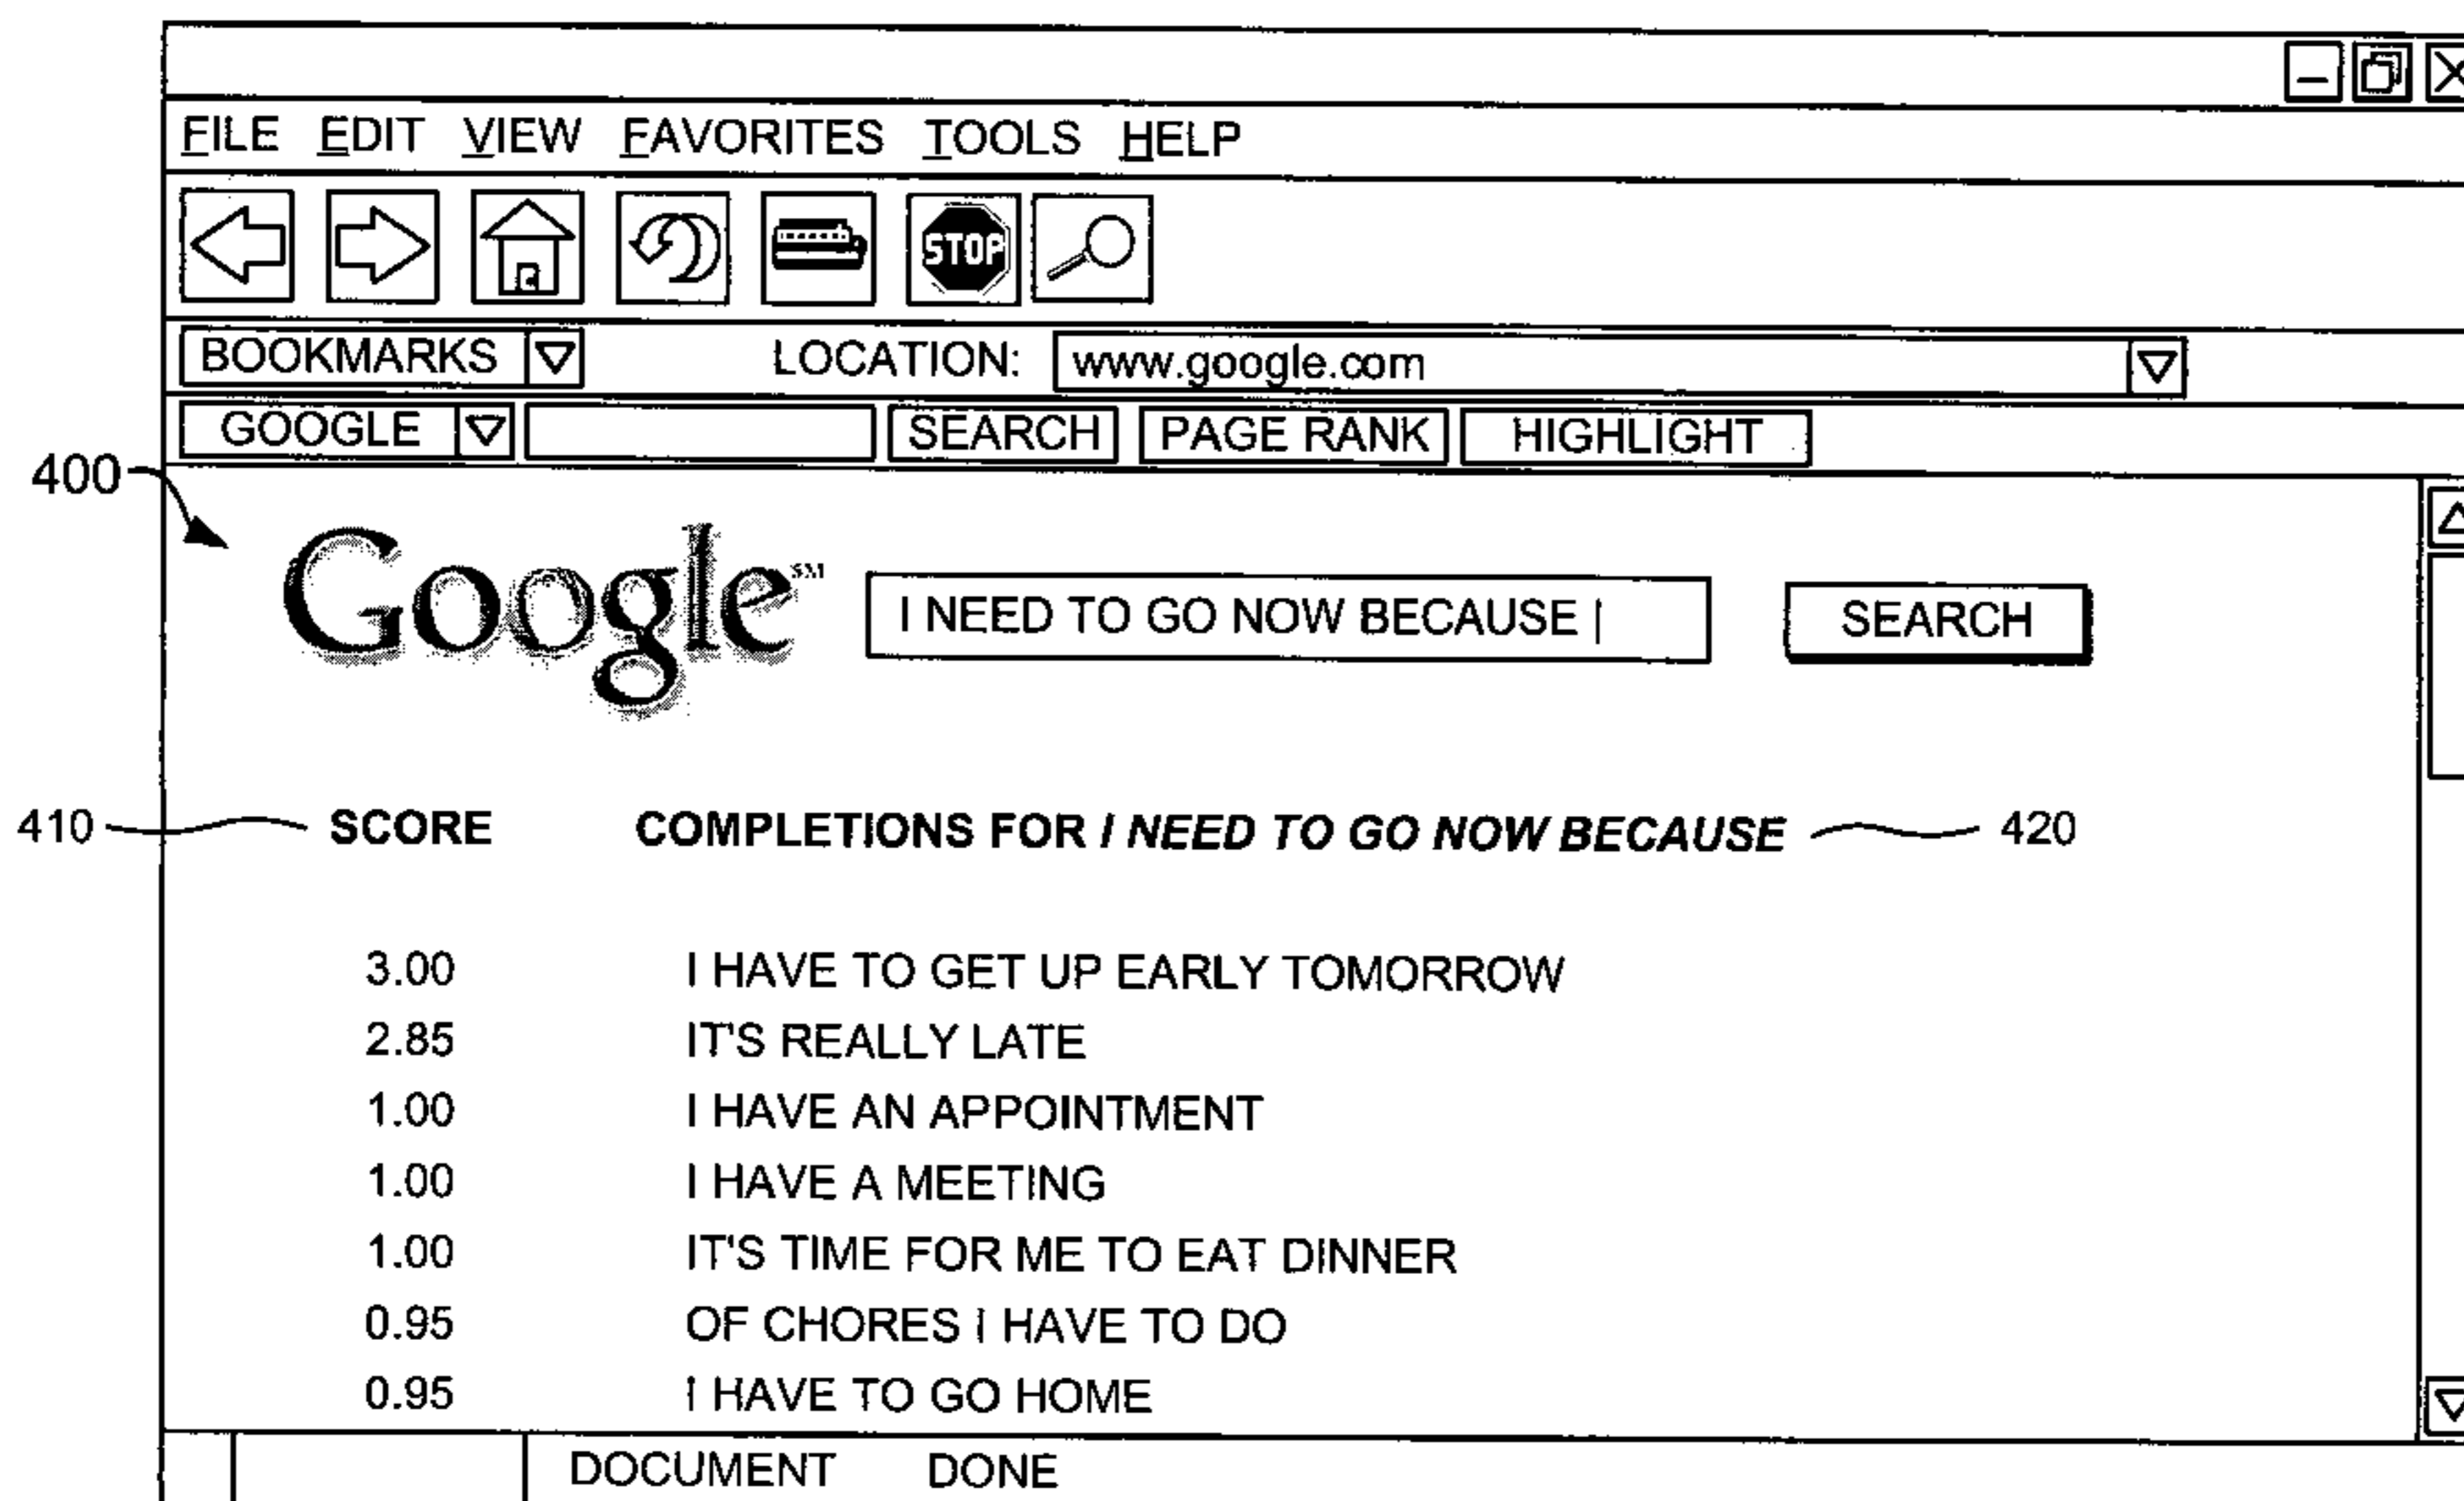 FILE EDIT VIEW FAVORITES TOOLS HELP
STOP
BOOKMARKS LOCATION: www.google.com
GOOGLE SEARCH PAGE RANK HIGHLIGHT
400
Google SM I NEED TO GO NOW BECAUSE SEARCH
410 SCORE COMPLETIONS FOR I NEED TO GO NOW BECAUSE 420
3.00 I HAVE TO GET UP EARLY TOMORROW
2.85 IT'S REALLY LATE
1.00 I HAVE AN APPOINTMENT
1.00 I HAVE A MEETING
1.00 IT'S TIME FOR ME TO EAT DINNER
0.95 OF CHORES I HAVE TO DO
0.95 I HAVE TO GO HOME
DOCUMENT DONE